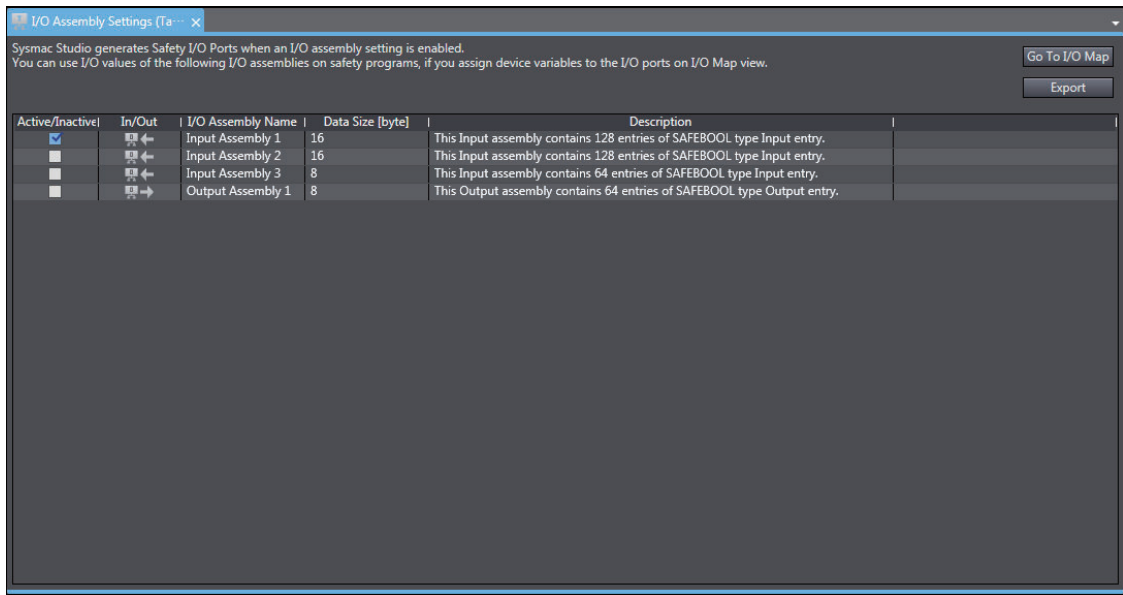 I/O Assembly Settings (Ta...
Sysmac Studio generates Safety I/O Ports when an I/O assembly setting is enabled.
You can use I/O values of the following I/O assemblies on safety programs, if you assign device variables to the I/O ports on I/O Map view.
Go To I/O Map
Export
Active/Inactive In/Out I/O Assembly Name Data Size [byte] Description
Input Assembly 1 16 This Input assembly contains 128 entries of SAFEBOOL type Input entry.
Input Assembly 2 16 This Input assembly contains 128 entries of SAFEBOOL type Input entry.
Input Assembly 3 8 This Input assembly contains 64 entries of SAFEBOOL type Input entry.
Output Assembly 1 8 This Output assembly contains 64 entries of SAFEBOOL type Output entry.